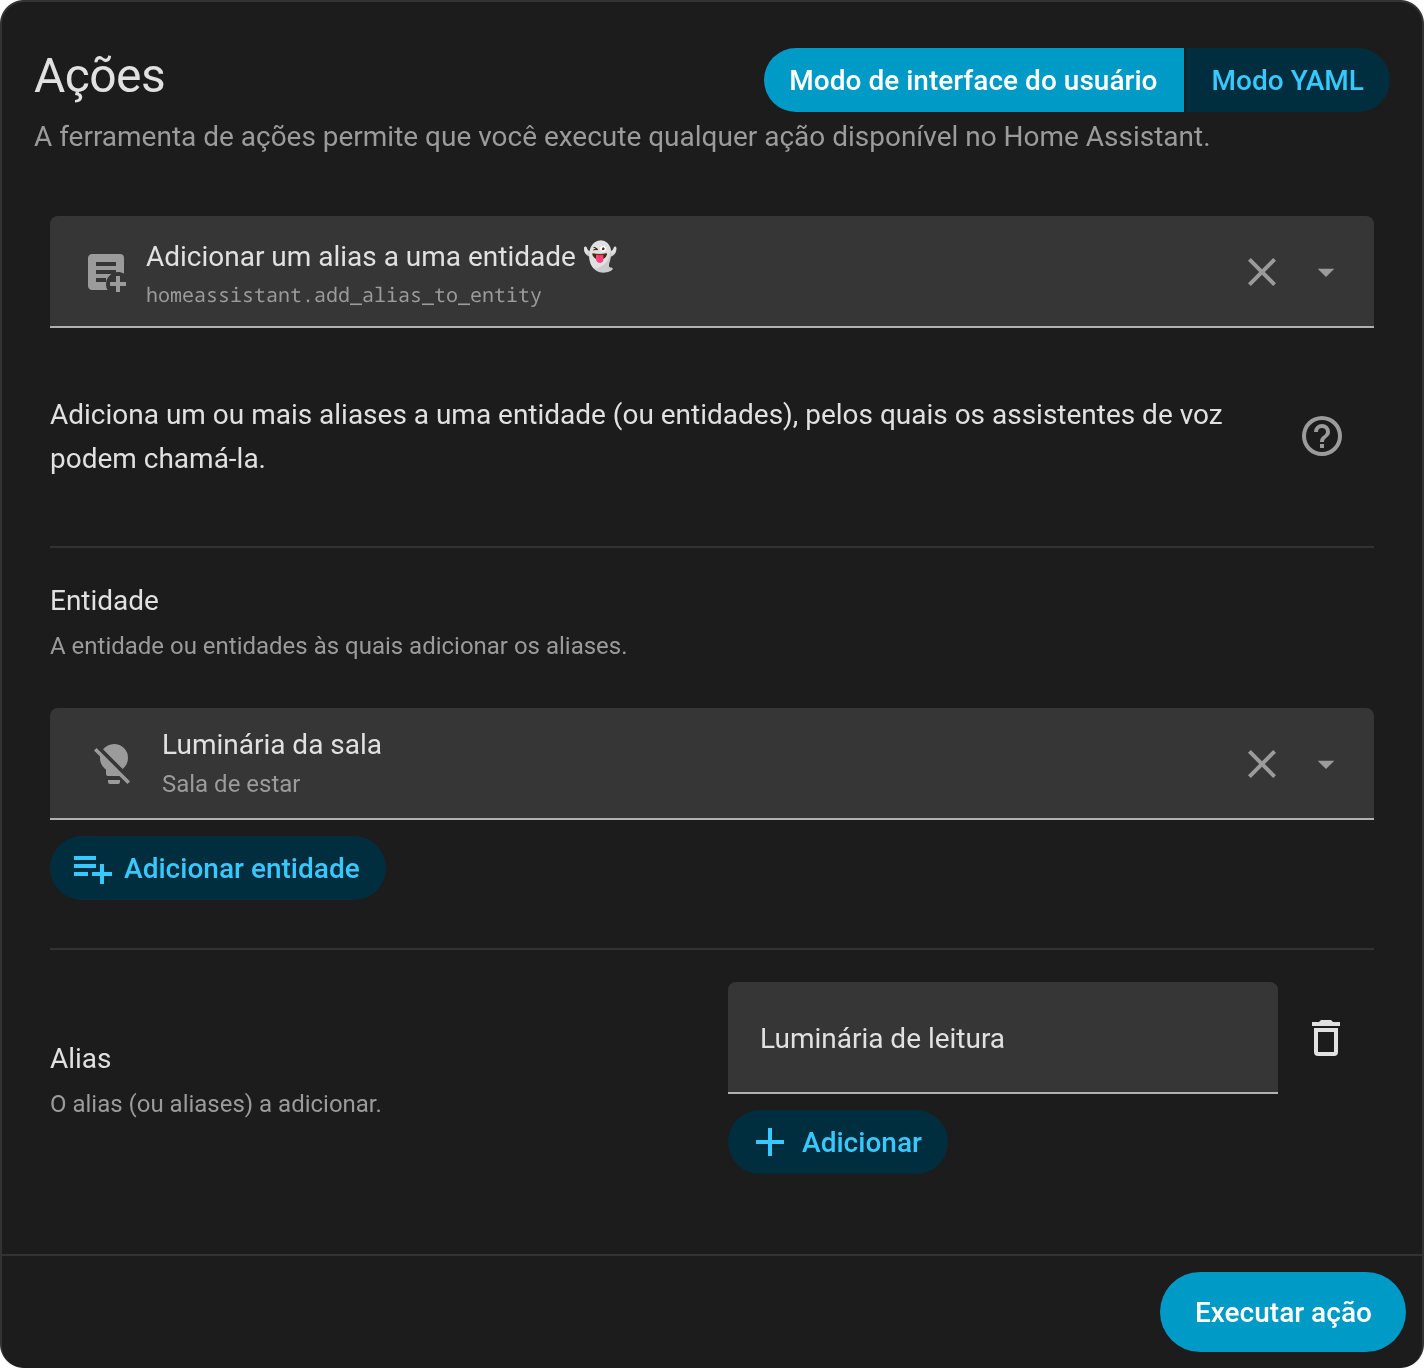 Ações
Modo de interface do usuário
Modo YAML
A ferramenta de ações permite que você execute qualquer ação disponível no Home Assistant.
Adicionar um alias a uma entidade 👻
homeassistant.add_alias_to_entity
Adiciona um ou mais aliases a uma entidade (ou entidades), pelos quais os assistentes de voz
podem chamá-la.
Entidade
A entidade ou entidades às quais adicionar os aliases.
Luminária da sala
Sala de estar
Adicionar entidade
Alias
O alias (ou aliases) a adicionar.
Luminária de leitura
Adicionar
Executar ação